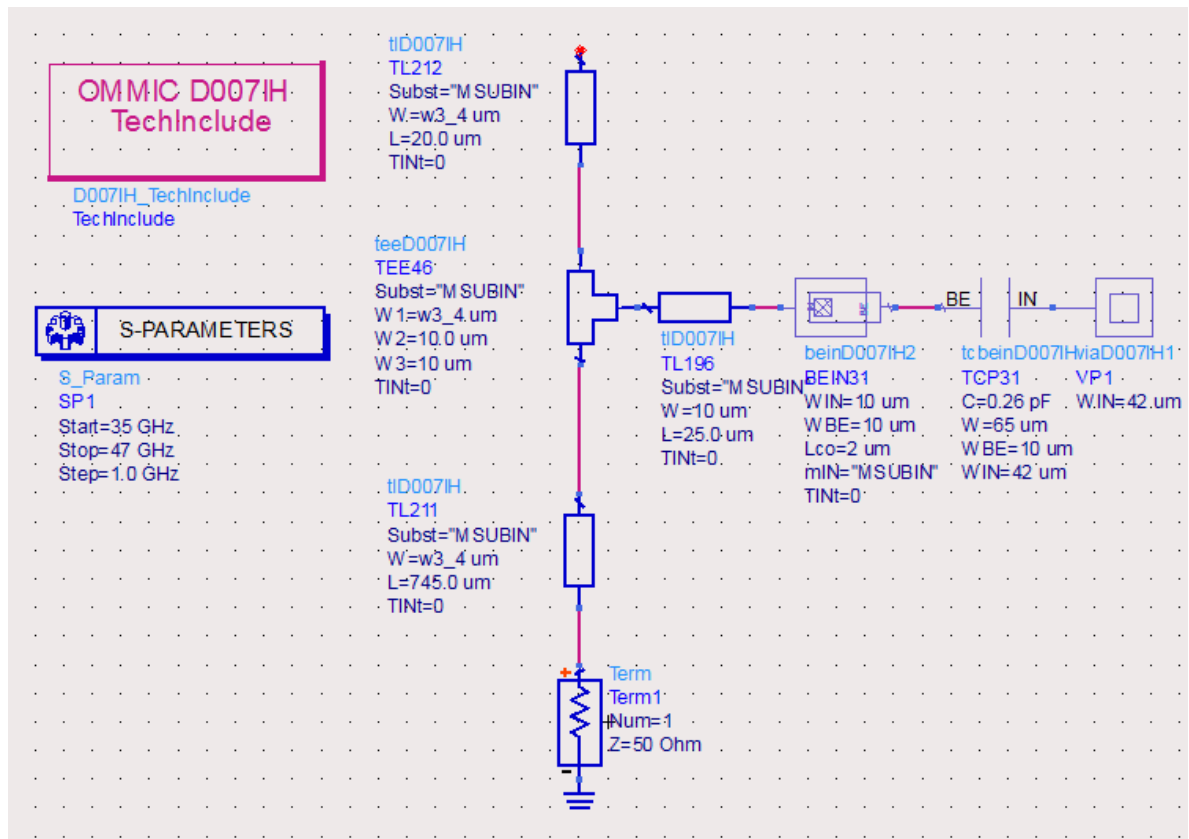 OMMIC D007IH
TechInclude
D007IH_TechInclude
TechInclude
S-PARAMETERS
S_Param
SP1
Start=35 GHz
Stop=47 GHz
Step=1.0 GHz
tlD007IH
TL212
Subst="MSUBIN"
W=w3_4 um
L=20.0 um
TINt=0
teeD007IH
TEE46
Subst="MSUBIN"
W1=w3_4 um
W2=10.0 um
W3=10 um
TINt=0
tlD007IH
TL196
Subst="MSUBIN"
W=10 um
L=25.0 um
TINt=0
beinD007IH2
BEIN31
WIN=10 um
WBE=10 um
Lco=2 um
mIN="MSUBIN"
TINt=0
BE
IN
tcbeinD007IH
TCP31
C=0.26 pF
W=65 um
WBE=10 um
WIN=42 um
viaD007IH1
VP1
WIN=42 um
tlD007IH
TL211
Subst="MSUBIN"
W=w3_4 um
L=745.0 um
TINt=0
Term
Term1
Num=1
Z=50 Ohm